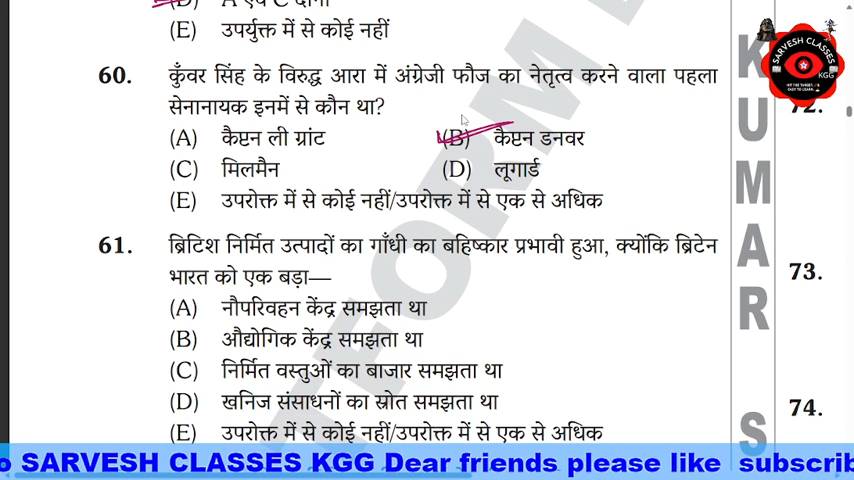 (D) A एवं C दोनों
(E) उपर्युक्त में से कोई नहीं
60. कुँवर सिंह के विरुद्ध आरा में अंग्रेजी फौज का नेतृत्व करने वाला पहला
सेनानायक इनमें से कौन था?
(A) कैप्टन ली ग्रांट (B) कैप्टन डनवर
(C) मिलमैन (D) लूगार्ड
(E) उपरोक्त में से कोई नहीं/उपरोक्त में से एक से अधिक
61. ब्रिटिश निर्मित उत्पादों का गाँधी का बहिष्कार प्रभावी हुआ, क्योंकि ब्रिटेन
भारत को एक बड़ा—
(A) नौपरिवहन केंद्र समझता था
(B) औद्योगिक केंद्र समझता था
(C) निर्मित वस्तुओं का बाजार समझता था
(D) खनिज संसाधनों का स्रोत समझता था
(E) उपरोक्त में से कोई नहीं/उपरोक्त में से एक से अधिक
72.
73.
74.
KUMAR S
TFORM
SARVESH CLASSES
KGG
o SARVESH CLASSES KGG Dear friends please like subscrib